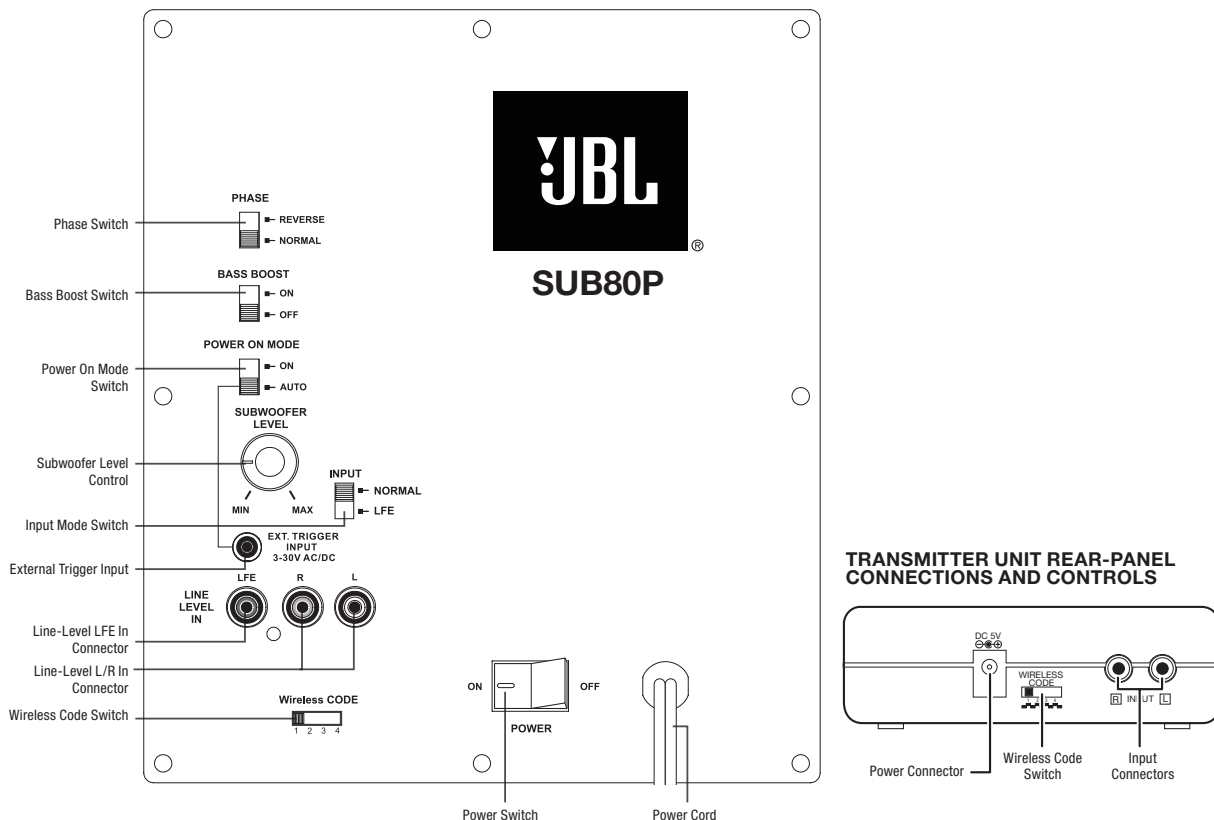 JBL
®
SUB80P
PHASE
REVERSE
NORMAL
Phase Switch
BASS BOOST
ON
OFF
Bass Boost Switch
POWER ON MODE
ON
AUTO
Power On Mode
Switch
SUBWOOFER
LEVEL
MIN
MAX
Subwoofer Level
Control
INPUT
NORMAL
LFE
Input Mode Switch
EXT. TRIGGER
INPUT
3-30V AC/DC
External Trigger Input
LFE
R
L
LINE
LEVEL
IN
Line-Level LFE In
Connector
Line-Level L/R In
Connector
Wireless CODE
1 2 3 4
Wireless Code Switch
ON
OFF
POWER
Power Switch
Power Cord
TRANSMITTER UNIT REAR-PANEL
CONNECTIONS AND CONTROLS
DC 5V
WIRELESS
CODE
R INPUT L
Power Connector
Wireless Code
Switch
Input
Connectors